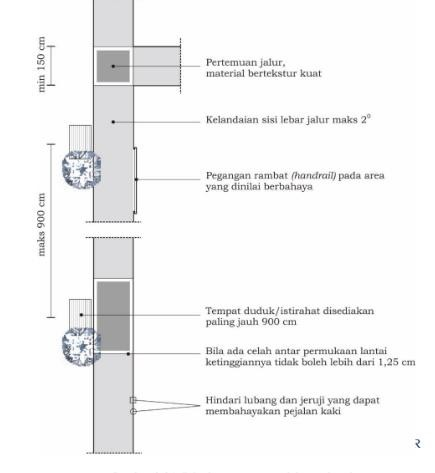 min 150 cm
Pertemuan jalur,
material bertekstur kuat
Kelandaian sisi lebar jalur maks 2⁰
Pegangan rambat (handrail) pada area
yang dinilai berbahaya
maks 900 cm
Tempat duduk/istirahat disediakan
paling jauh 900 cm
Bila ada celah antar permukaan lantai
ketinggiannya tidak boleh lebih dari 1,25 cm
Hindari lubang dan jeruji yang dapat
membahayakan pejalan kaki